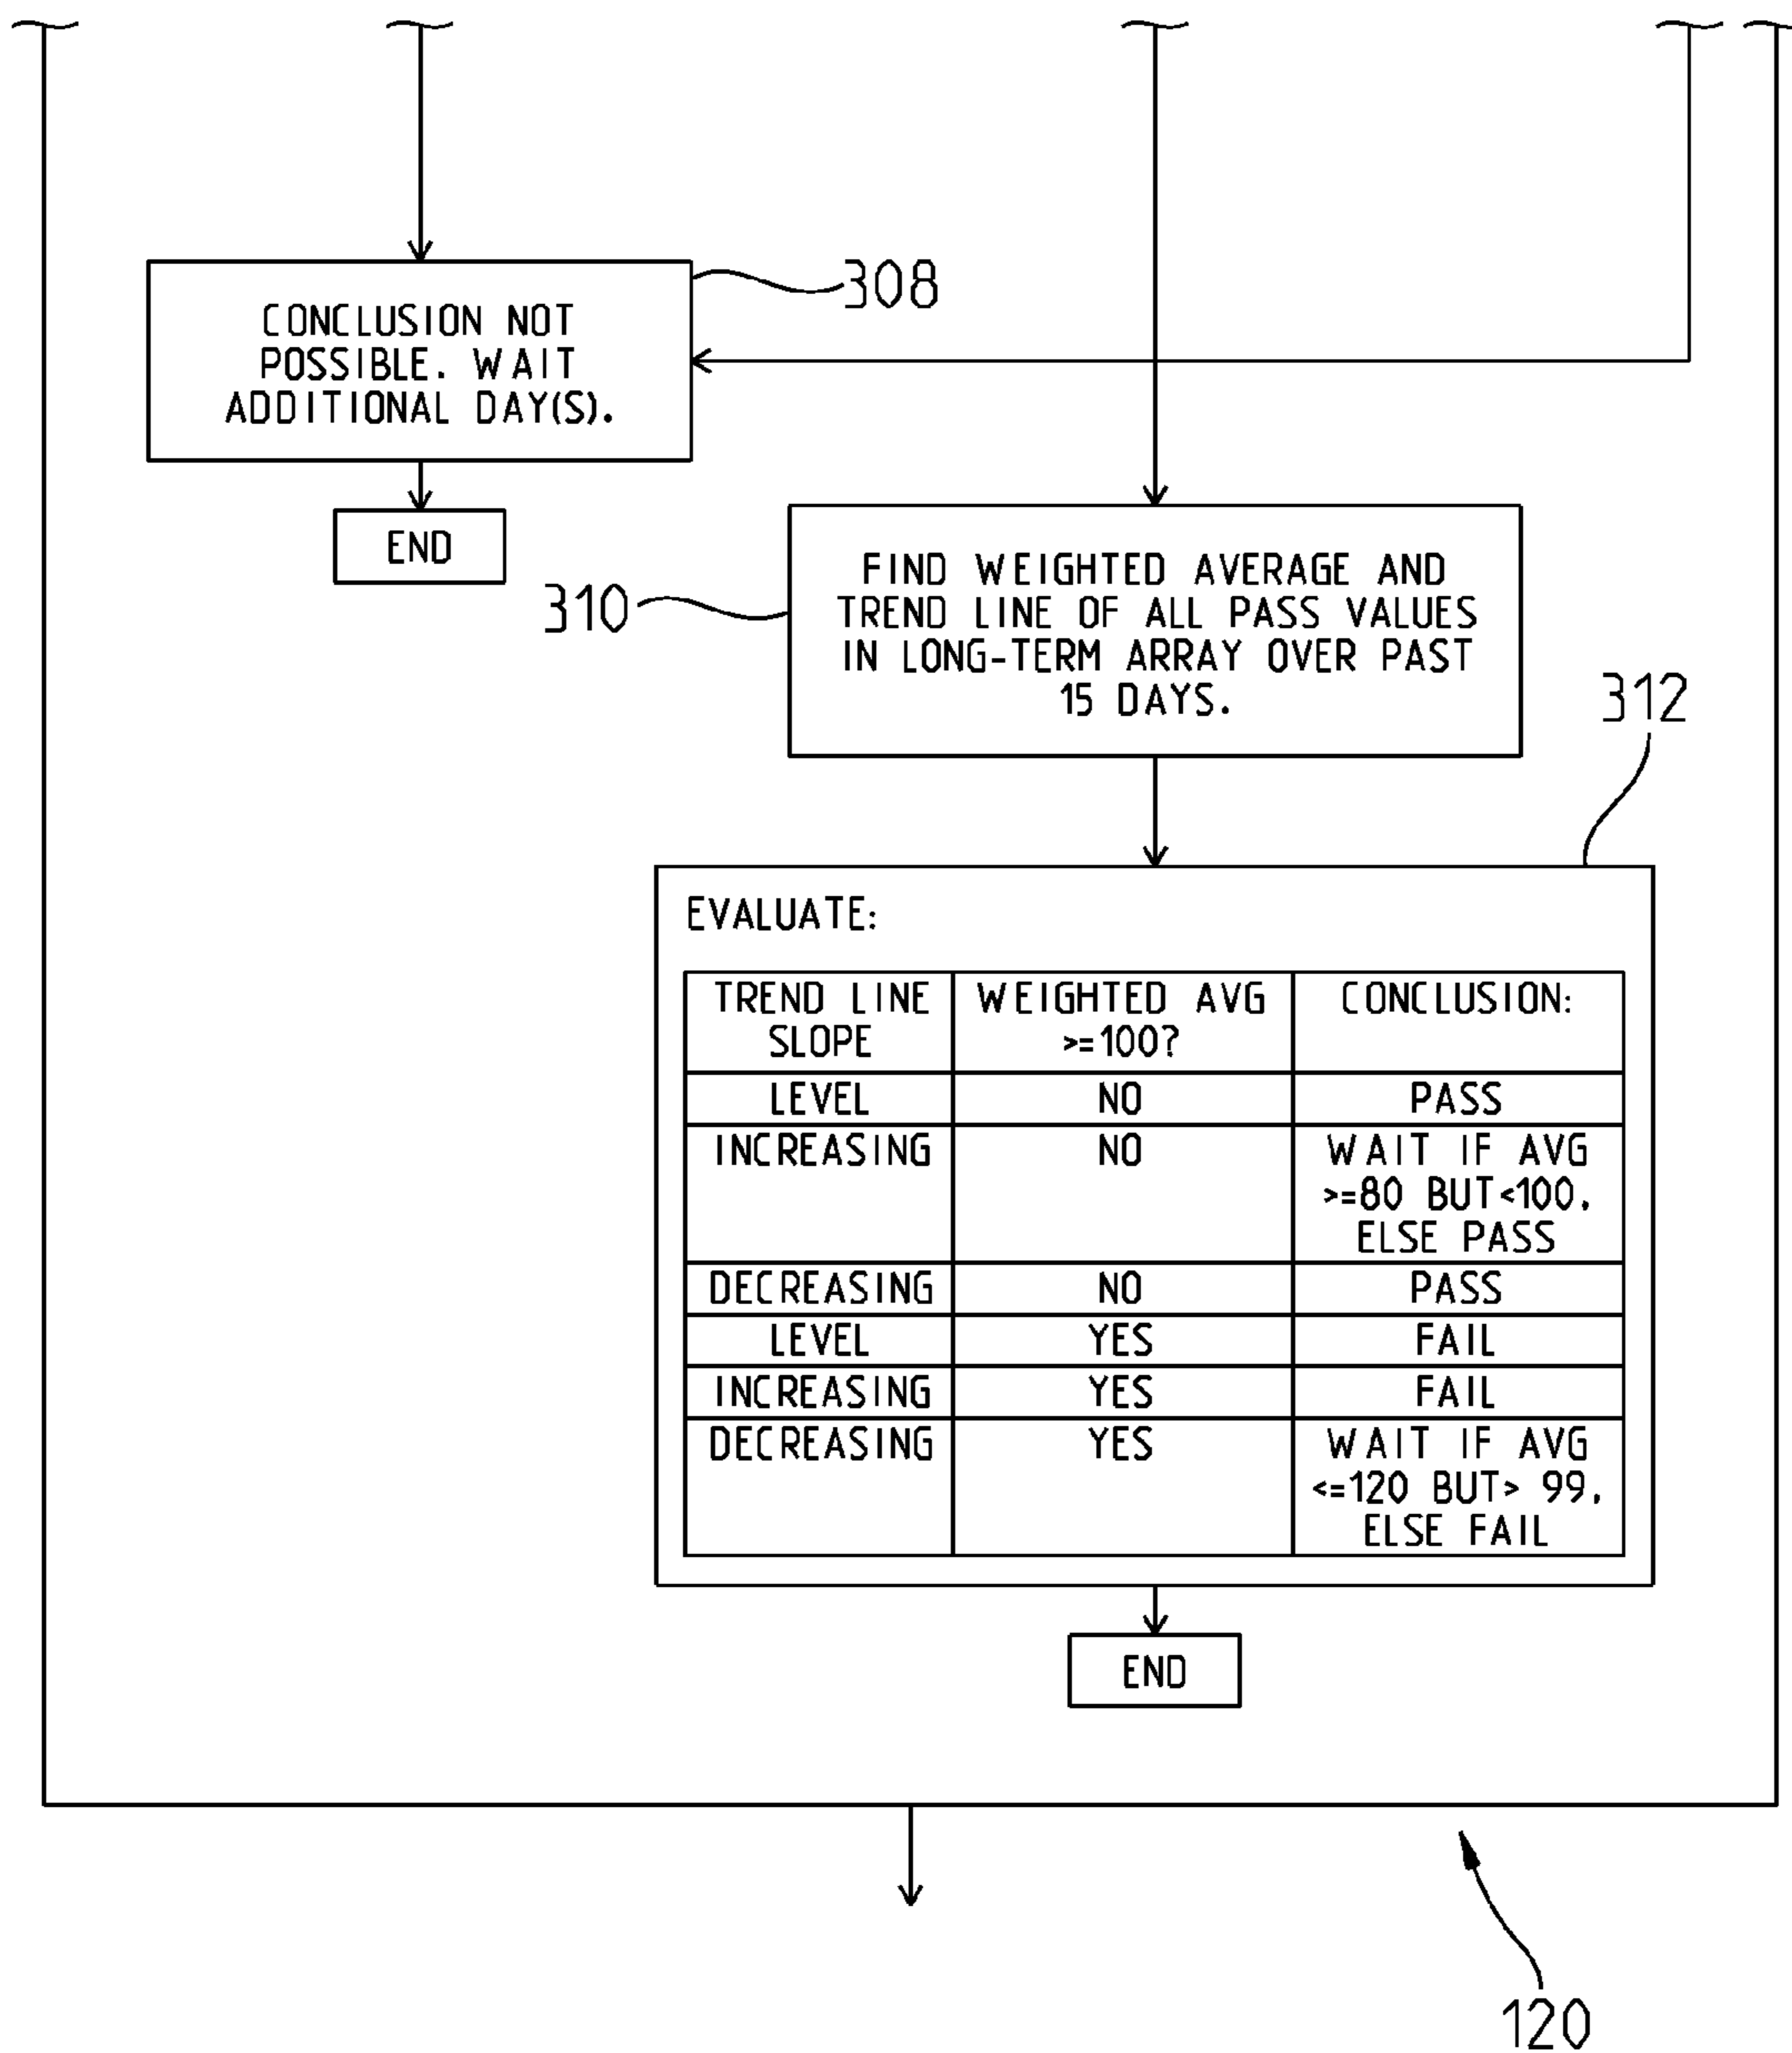 308
CONCLUSION NOT
POSSIBLE. WAIT
ADDITIONAL DAY(S).
END
310
FIND WEIGHTED AVERAGE AND
TREND LINE OF ALL PASS VALUES
IN LONG-TERM ARRAY OVER PAST
15 DAYS.
312
EVALUATE:
TREND LINE
SLOPE
WEIGHTED AVG
>=100?
CONCLUSION:
LEVEL
NO
PASS
INCREASING
NO
WAIT IF AVG
>=80 BUT<100,
ELSE PASS
DECREASING
NO
PASS
LEVEL
YES
FAIL
INCREASING
YES
FAIL
DECREASING
YES
WAIT IF AVG
<=120 BUT> 99,
ELSE FAIL
END
120